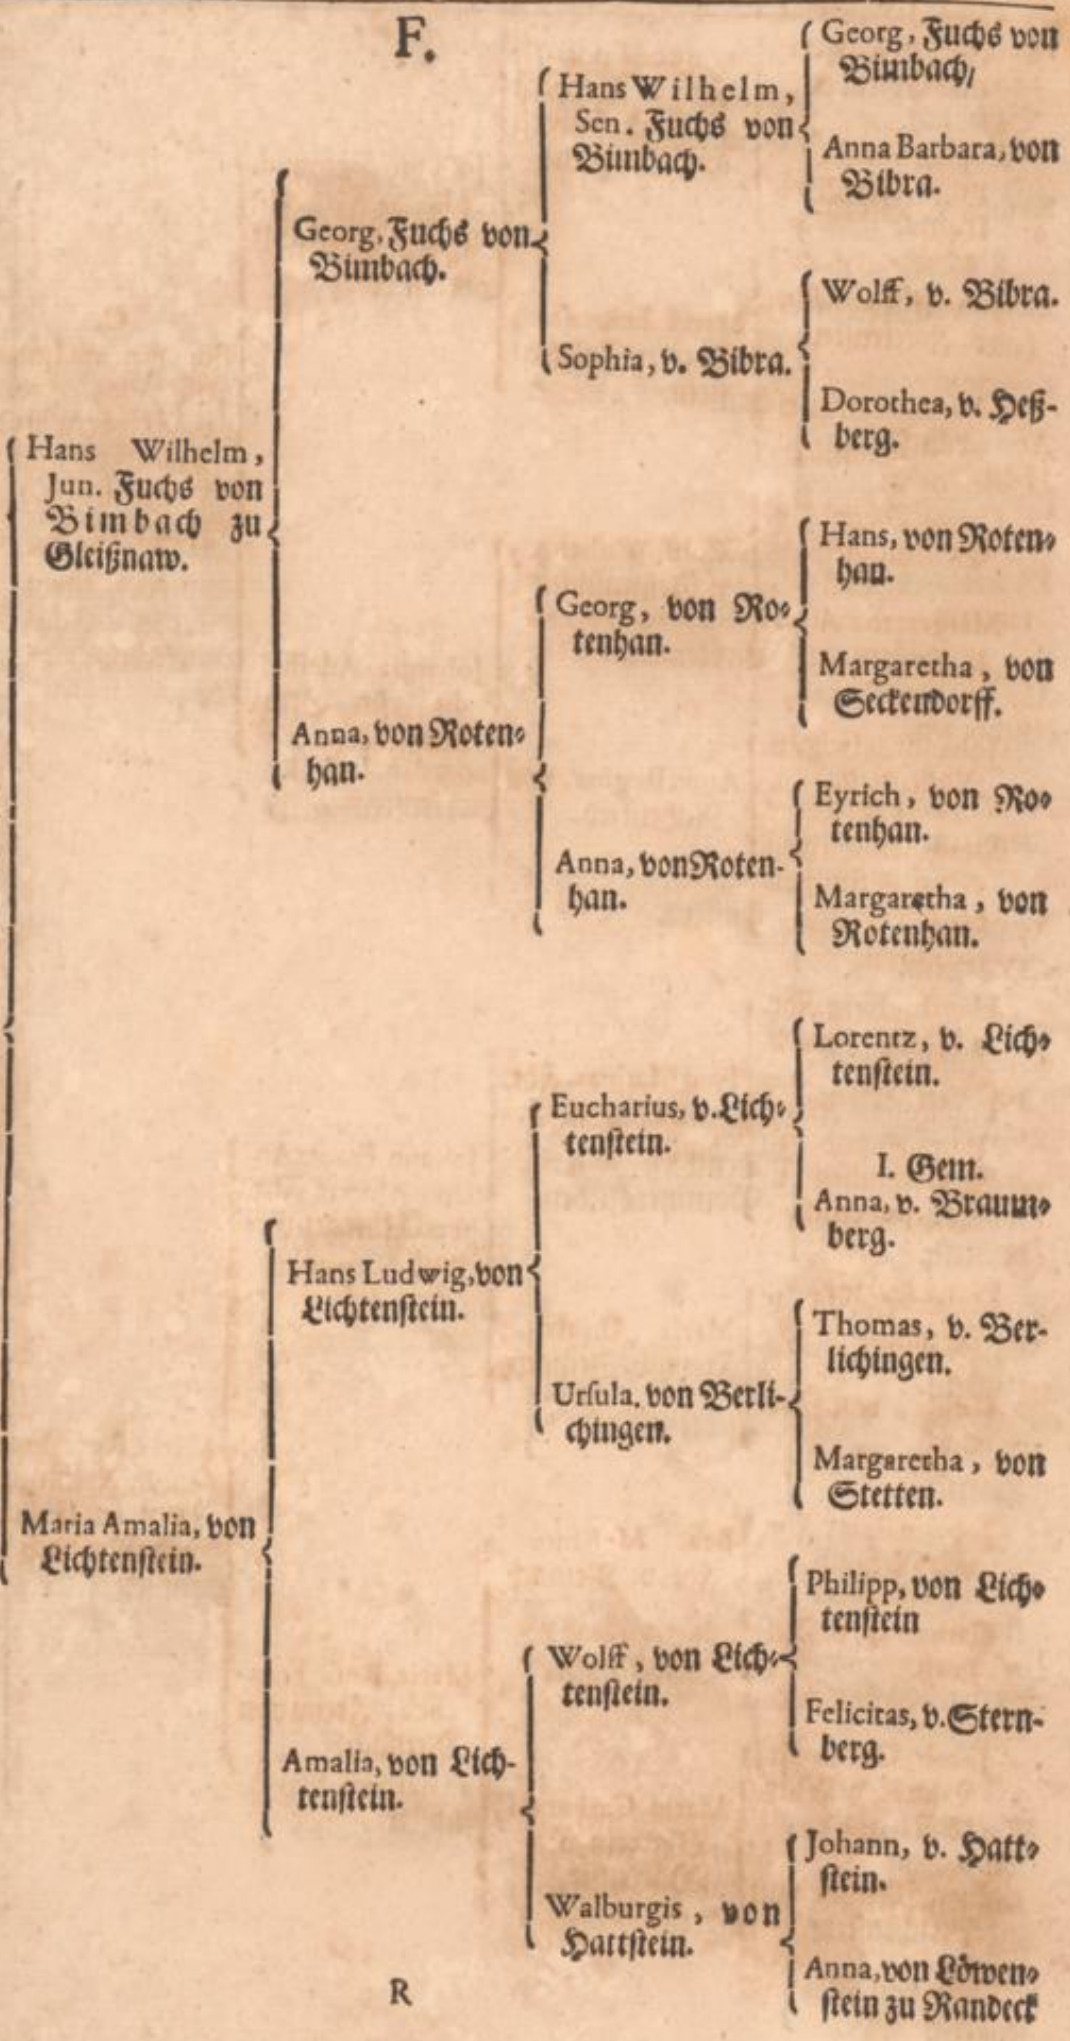 F.
Hans Wilhelm,
Jun. Fuchs von
Bimbach zu
Gleißnaw.
Georg, Fuchs von
Bimbach.
Hans Wilhelm,
Sen. Fuchs von
Bimbach.
Georg, Fuchs von
Bimbach,
Anna Barbara, von
Bibra.
Sophia, v. Bibra.
Wolff, v. Bibra.
Dorothea, v. Heß-
berg.
Anna, von Roten-
han.
Georg, von Ro-
tenhan.
Hans, von Roten-
han.
Margaretha, von
Seckendorff.
Anna, von Roten-
han.
Eyrich, von Ro-
tenhan.
Margaretha, von
Rotenhan.
Maria Amalia, von
Lichtenstein.
Hans Ludwig, von
Lichtenstein.
Eucharius, v. Lich-
tenstein.
Lorentz, v. Lich-
tenstein.
I. Gem.
Anna, v. Braum-
berg.
Ursula. von Berli-
chingen.
Thomas, v. Ber-
lichingen.
Margaretha, von
Stetten.
Amalia, von Lich-
tenstein.
Wolff, von Lich-
tenstein.
Philipp, von Lich-
tenstein
Felicitas, v. Stern-
berg.
Walburgis, von
Hattstein.
Johann, v. Hatt-
stein.
Anna, von Löwen-
stein zu Randeck
R